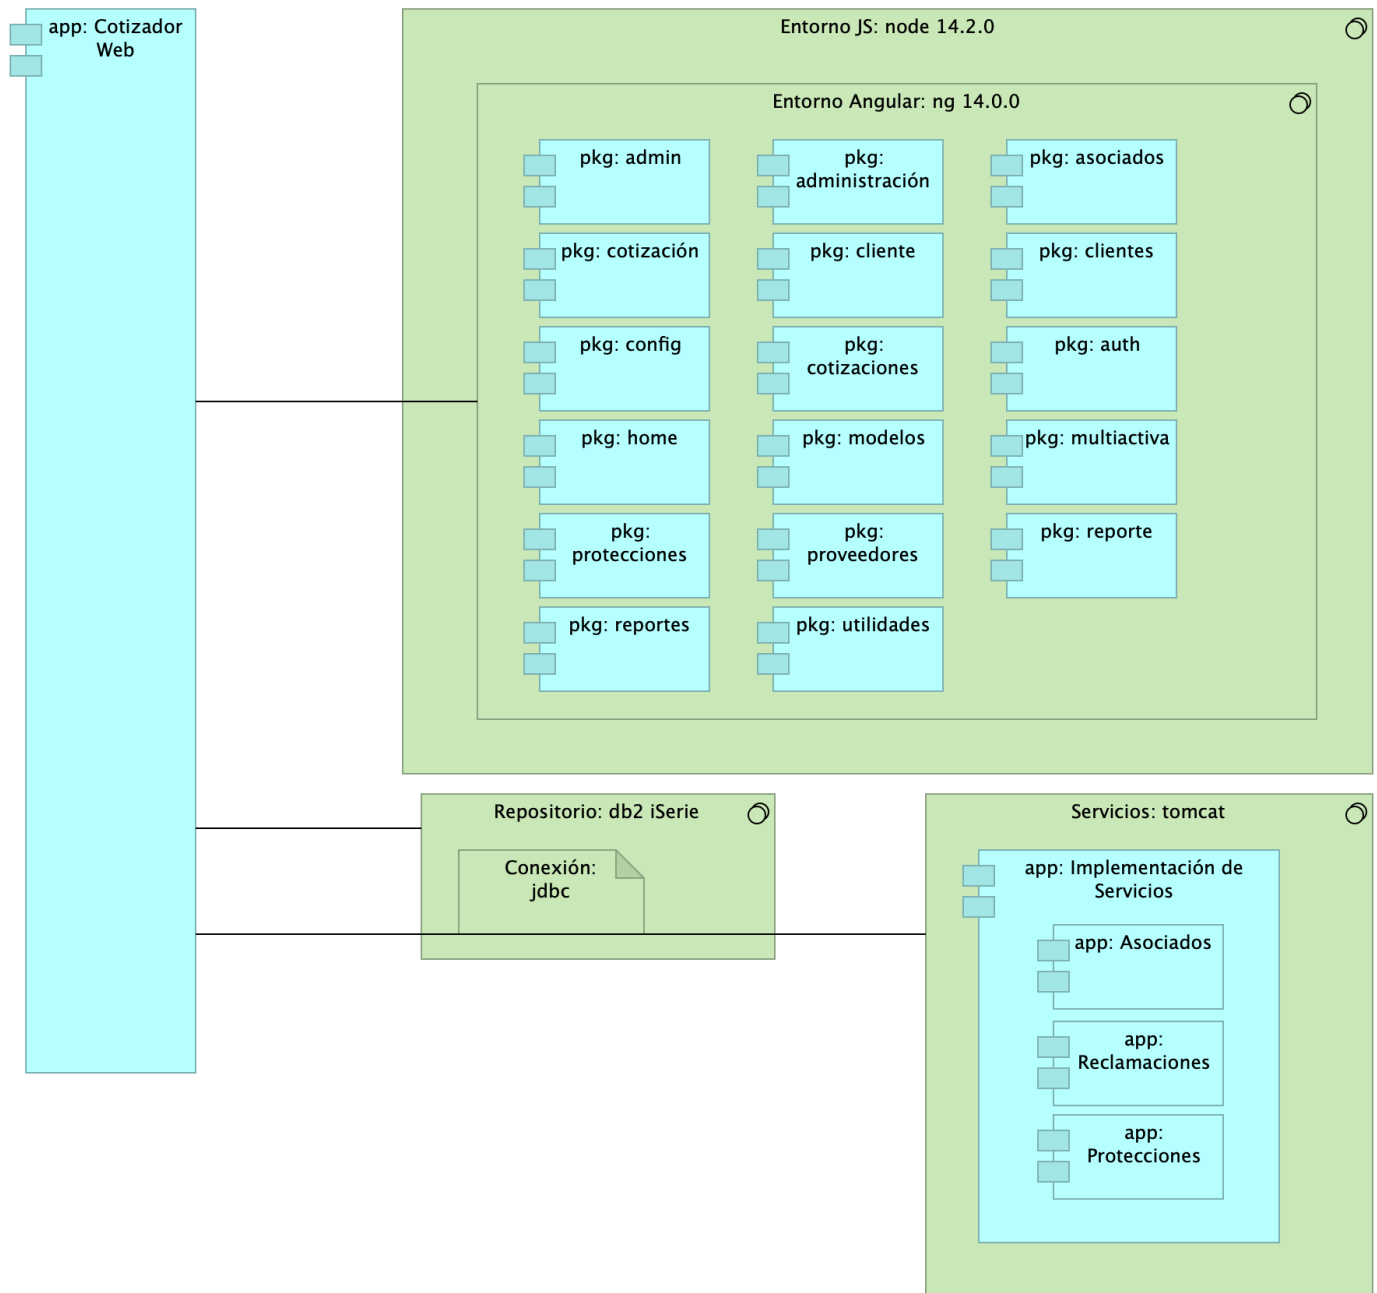 app: Cotizador
Web
Entorno JS: node 14.2.0
Entorno Angular: ng 14.0.0
pkg: admin
pkg:
administración
pkg: asociados
pkg: cotización
pkg: cliente
pkg: clientes
pkg: config
pkg:
cotizaciones
pkg: auth
pkg: home
pkg: modelos
pkg: multiactiva
pkg:
protecciones
pkg:
proveedores
pkg: reporte
pkg: reportes
pkg: utilidades
Repositorio: db2 iSerie
Conexión:
jdbc
Servicios: tomcat
app: Implementación de
Servicios
app: Asociados
app:
Reclamaciones
app:
Protecciones